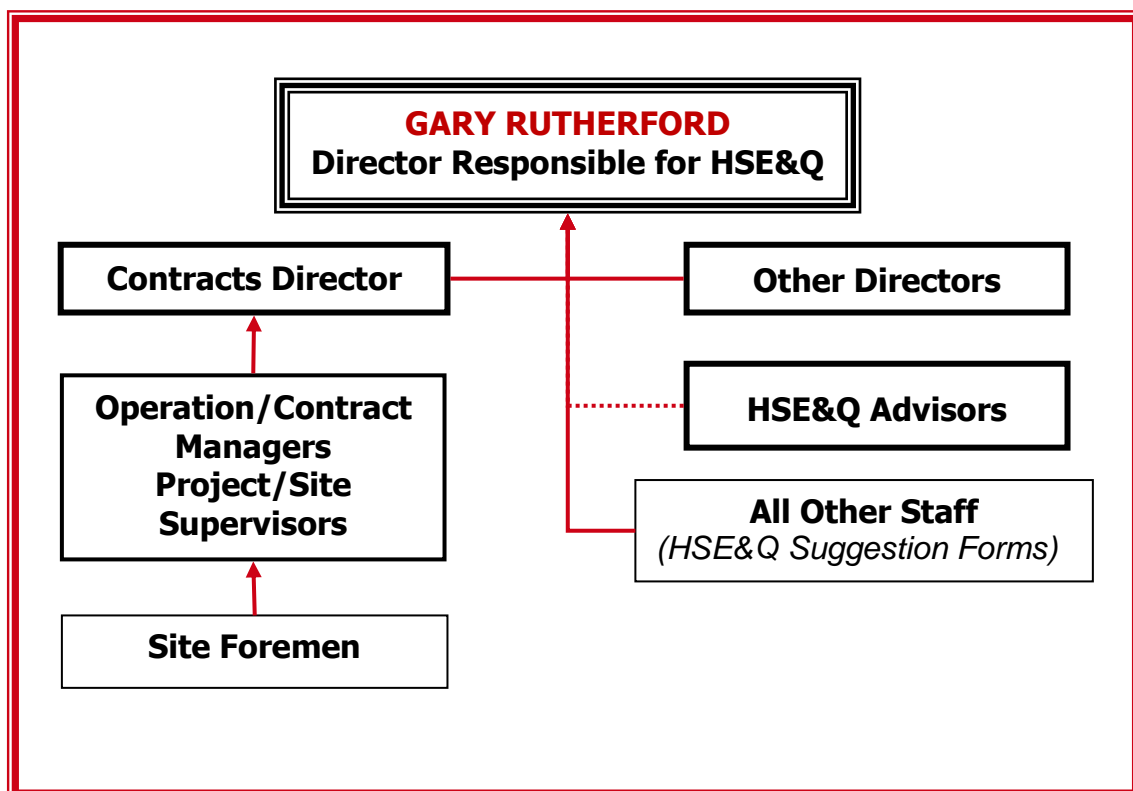 GARY RUTHERFORD
Director Responsible for HSE&Q
Contracts Director
Other Directors
Operation/Contract
Managers
Project/Site
Supervisors
HSE&Q Advisors
All Other Staff
(HSE&Q Suggestion Forms)
Site Foremen